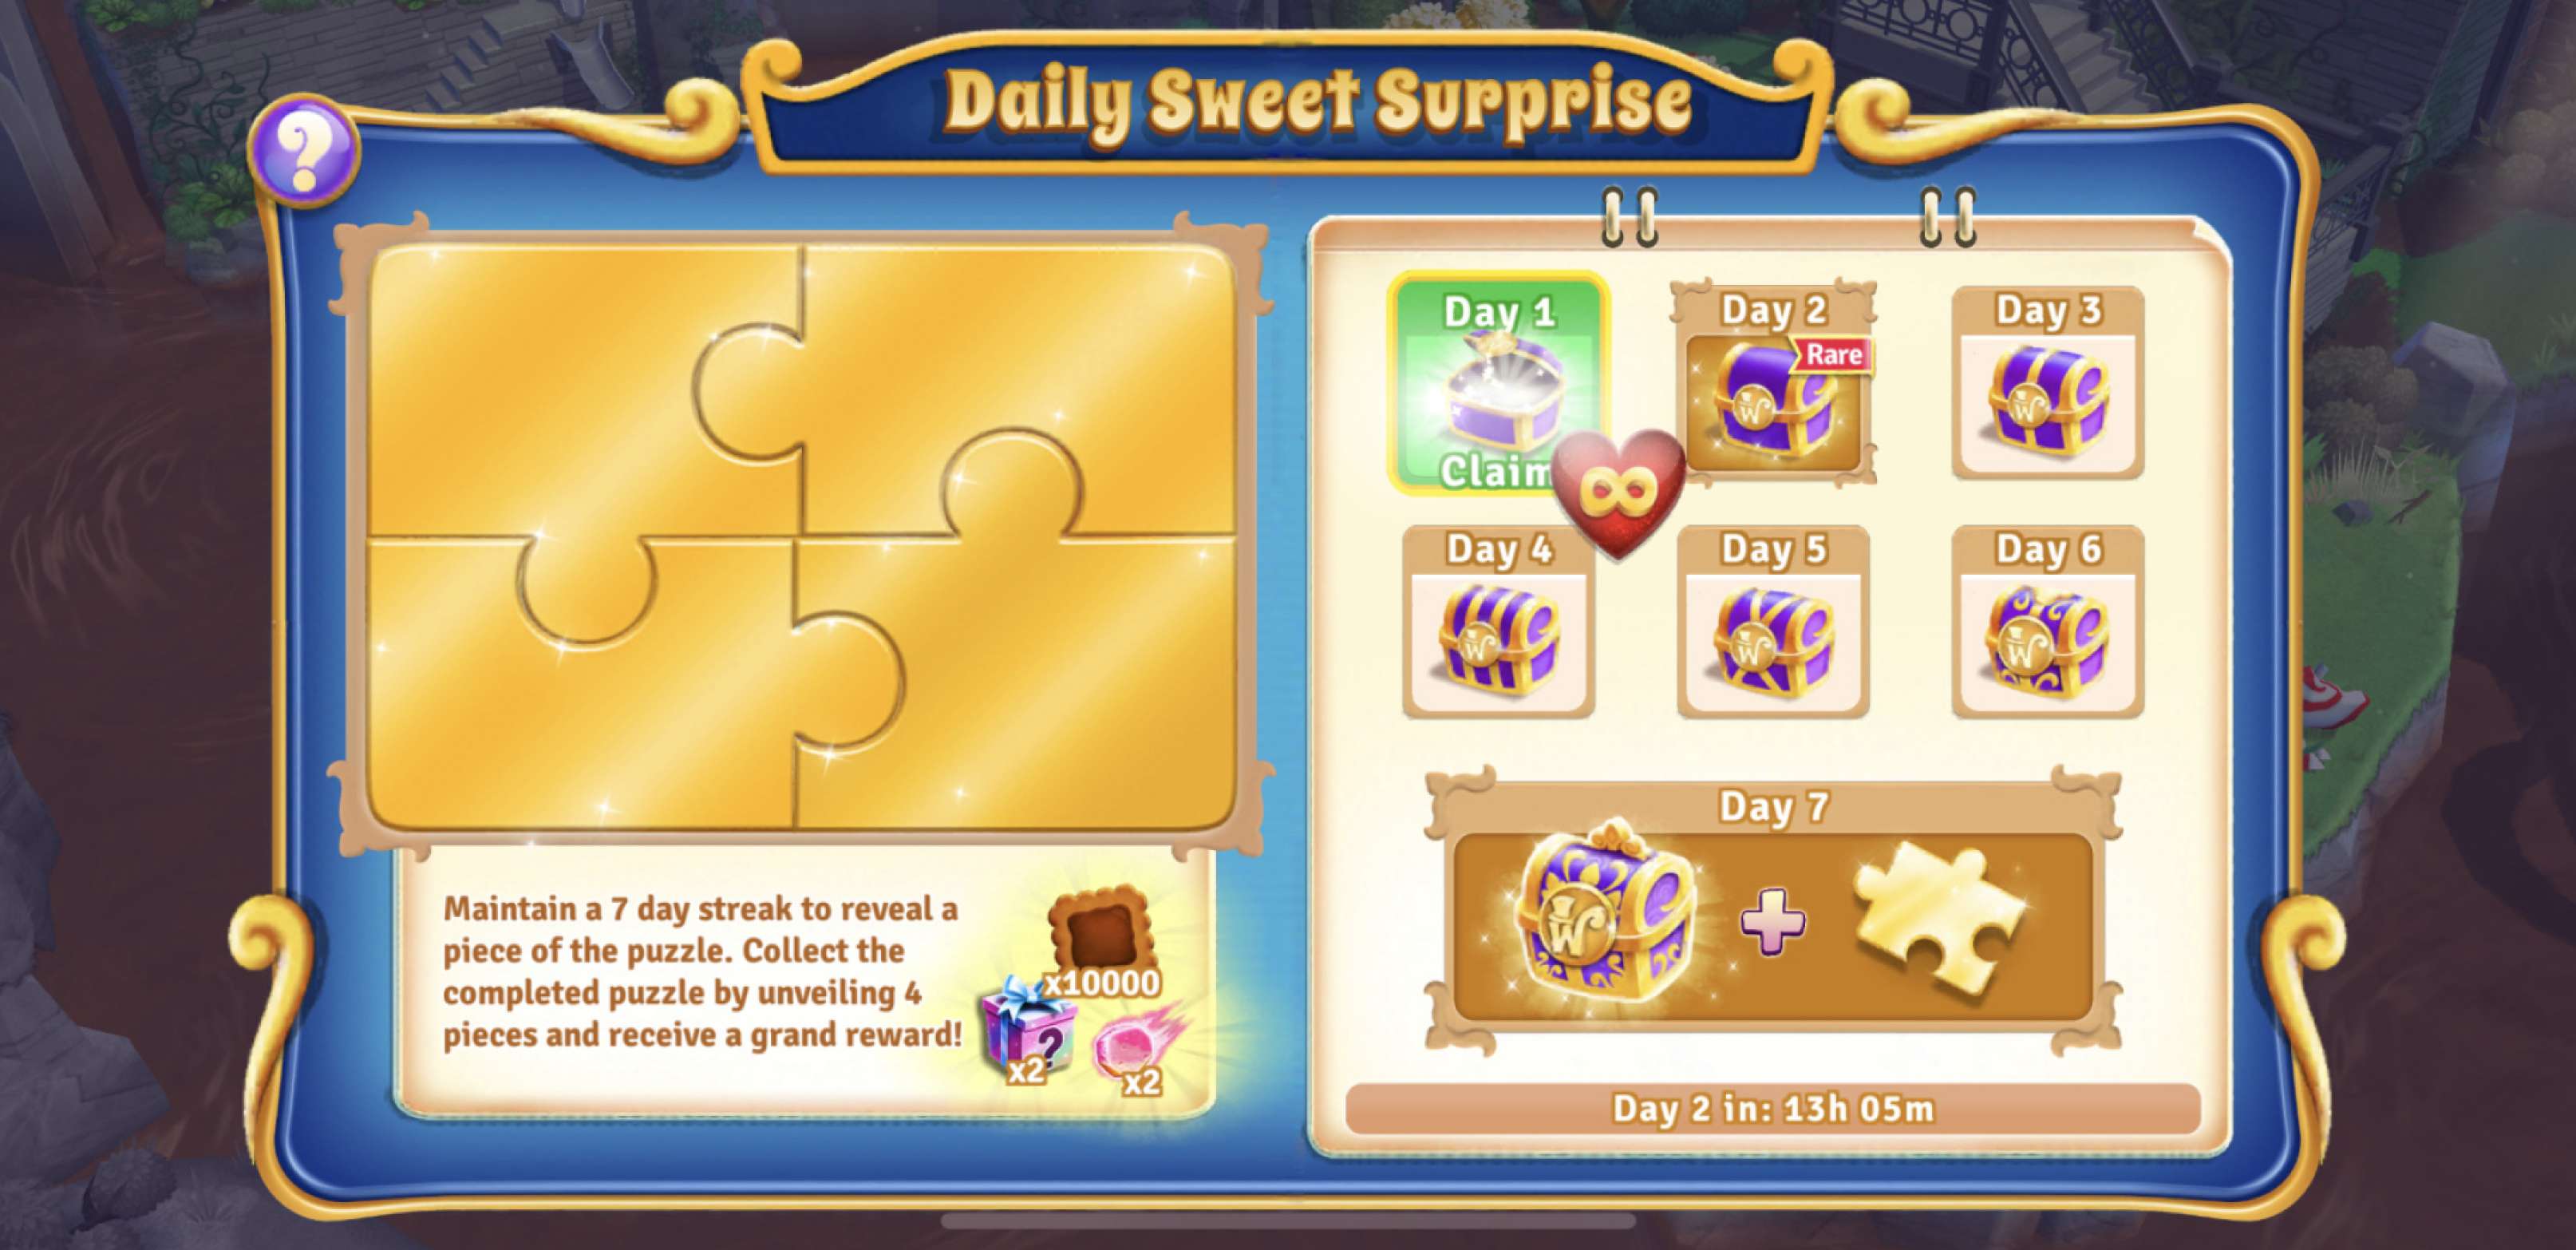 Daily Sweet Surprise
?
Day 1
Claim
Day 2
Rare
W
Day 3
W
Day 4
W
Day 5
W
Day 6
W
Day 7
W
Maintain a 7 day streak to reveal a
piece of the puzzle. Collect the
completed puzzle by unveiling 4
pieces and receive a grand reward!
x10000
?
x2
x2
Day 2 in: 13h 05m